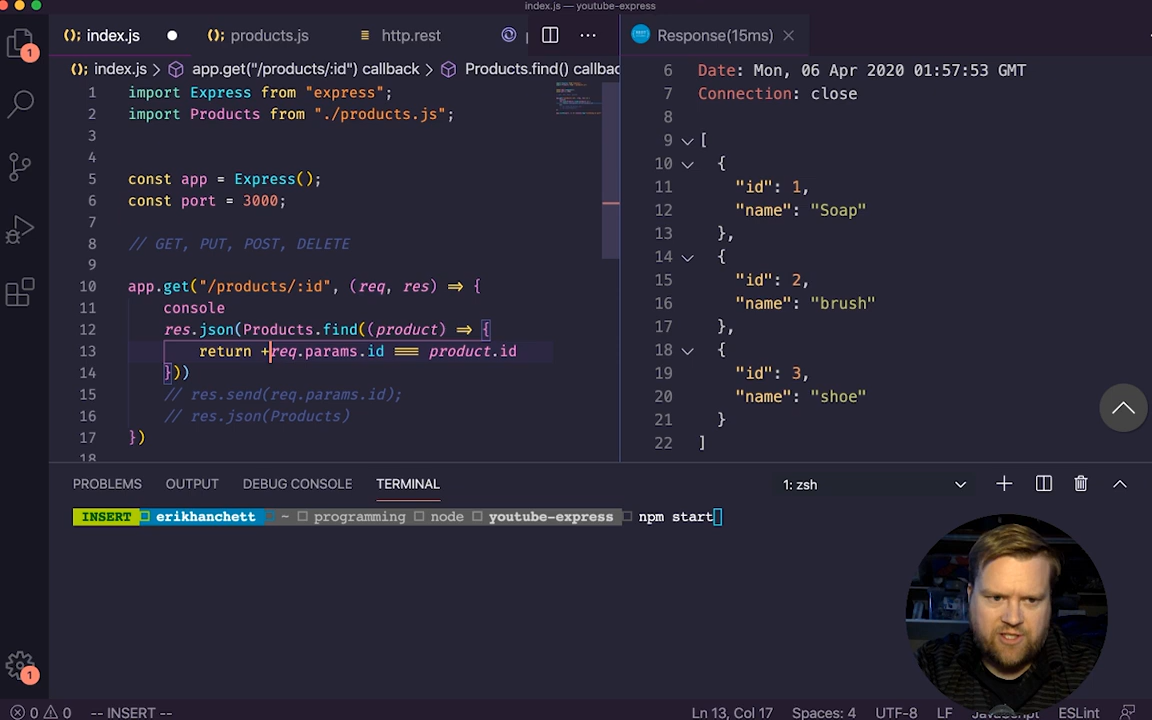 index.js — youtube-express
index.js
products.js
http.rest
Response(15ms)
index.js > app.get("/products/:id") callback > Products.find() callbac
1 import Express from "express";
2 import Products from "./products.js";
3
4
5 const app = Express();
6 const port = 3000;
7
8 // GET, PUT, POST, DELETE
9
10 app.get("/products/:id", (req, res) => {
11 console
12 res.json(Products.find((product) => {
13 return +req.params.id === product.id
14 }))
15 // res.send(req.params.id);
16 // res.json(Products)
17 })
18
6 Date: Mon, 06 Apr 2020 01:57:53 GMT
7 Connection: close
8
9 [
10 {
11 "id": 1,
12 "name": "Soap"
13 },
14 {
15 "id": 2,
16 "name": "brush"
17 },
18 {
19 "id": 3,
20 "name": "shoe"
21 }
22 ]
1
1
PROBLEMS OUTPUT DEBUG CONSOLE TERMINAL
1: zsh
INSERT erikhanchett ~ programming node youtube-express npm start
0 0 -- INSERT --
Ln 13, Col 17 Spaces: 4 UTF-8 LF JavaScript ESLint